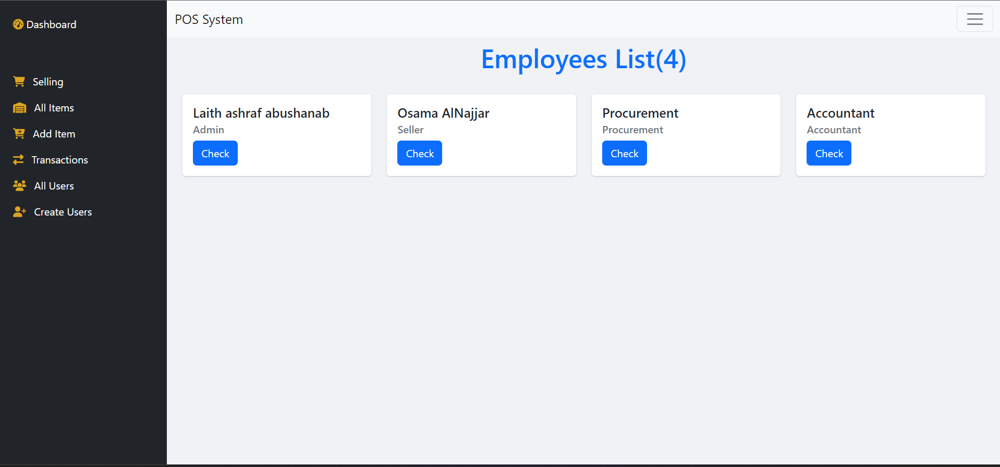 Dashboard
Selling
All Items
Add Item
Transactions
All Users
Create Users
POS System
Employees List(4)
Laith ashraf abushanab
Admin
Check
Osama AlNajjar
Seller
Check
Procurement
Procurement
Check
Accountant
Accountant
Check